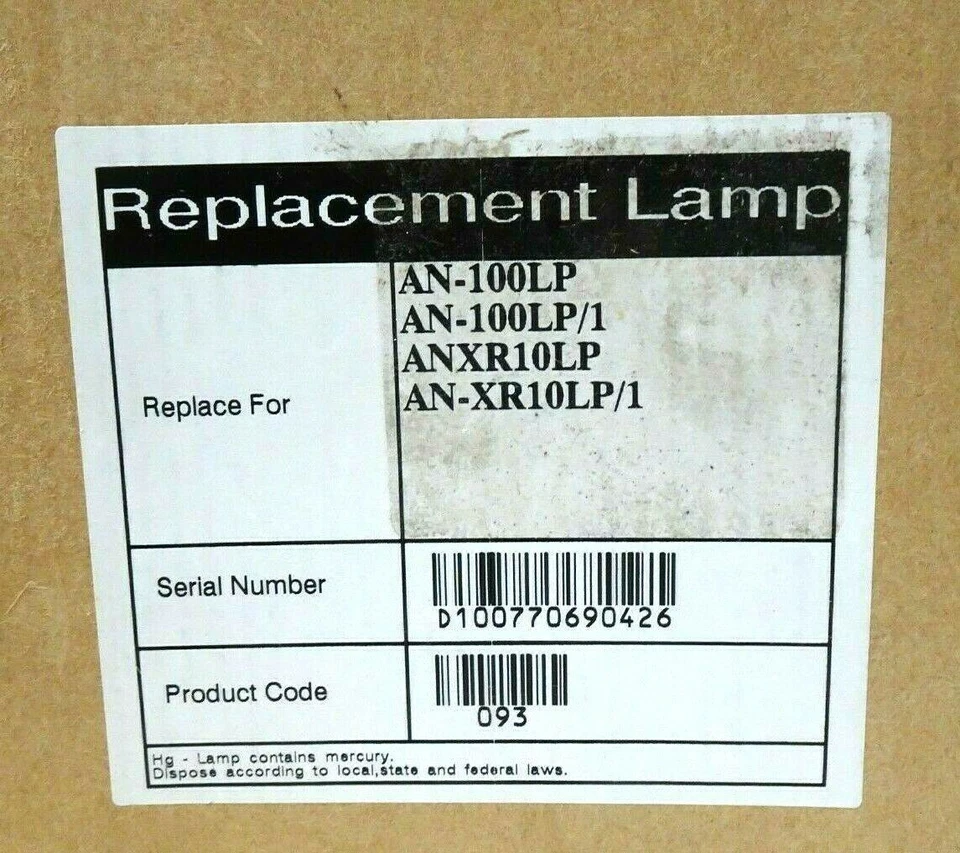 Replacement Lamp
Replace For
AN-100LP
AN-100LP/1
ANXR10LP
AN-XR10LP/1
Serial Number
D100770690426
Product Code
093
Hg - Lamp contains mercury.
Dispose according to local,state and federal laws.